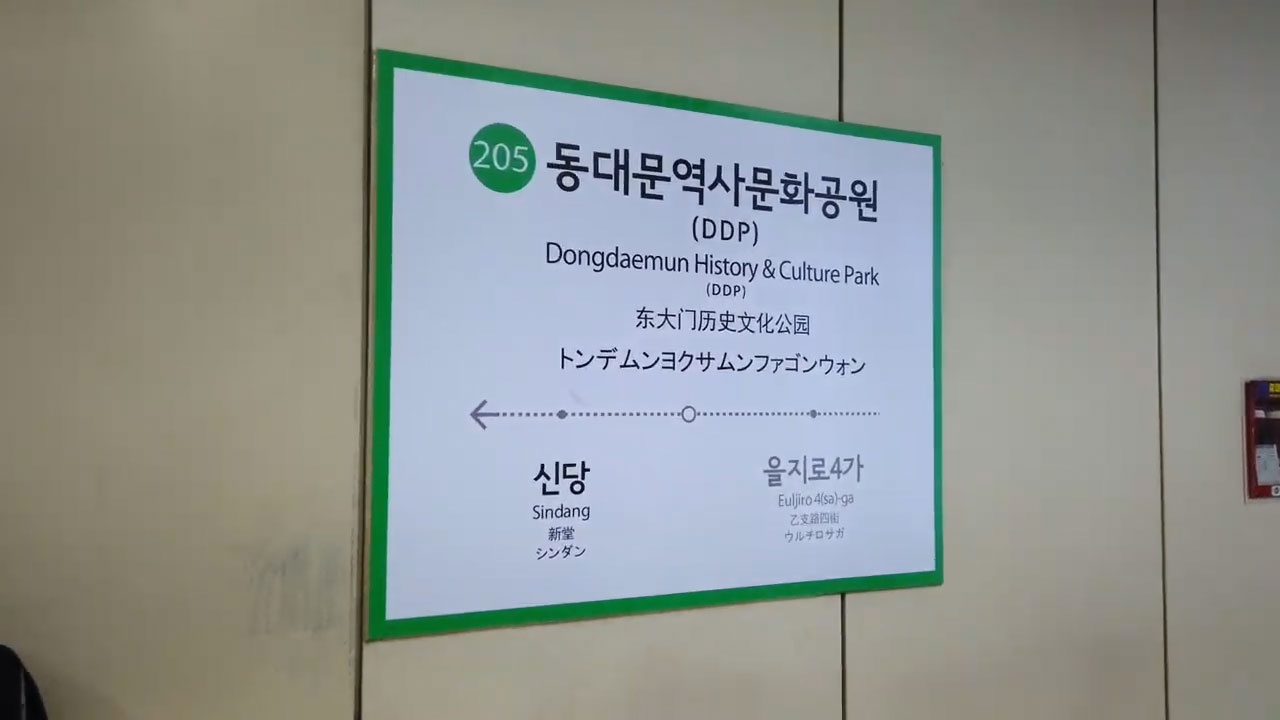 205 동대문역사문화공원
(DDP)
Dongdaemun History & Culture Park
(DDP)
东大门历史文化公园
トンデムンヨクサムンファゴンウォン
신당
Sindang
新堂
シンダン
을지로4가
Euljiro 4(sa)-ga
乙支路四街
ウルチロサガ